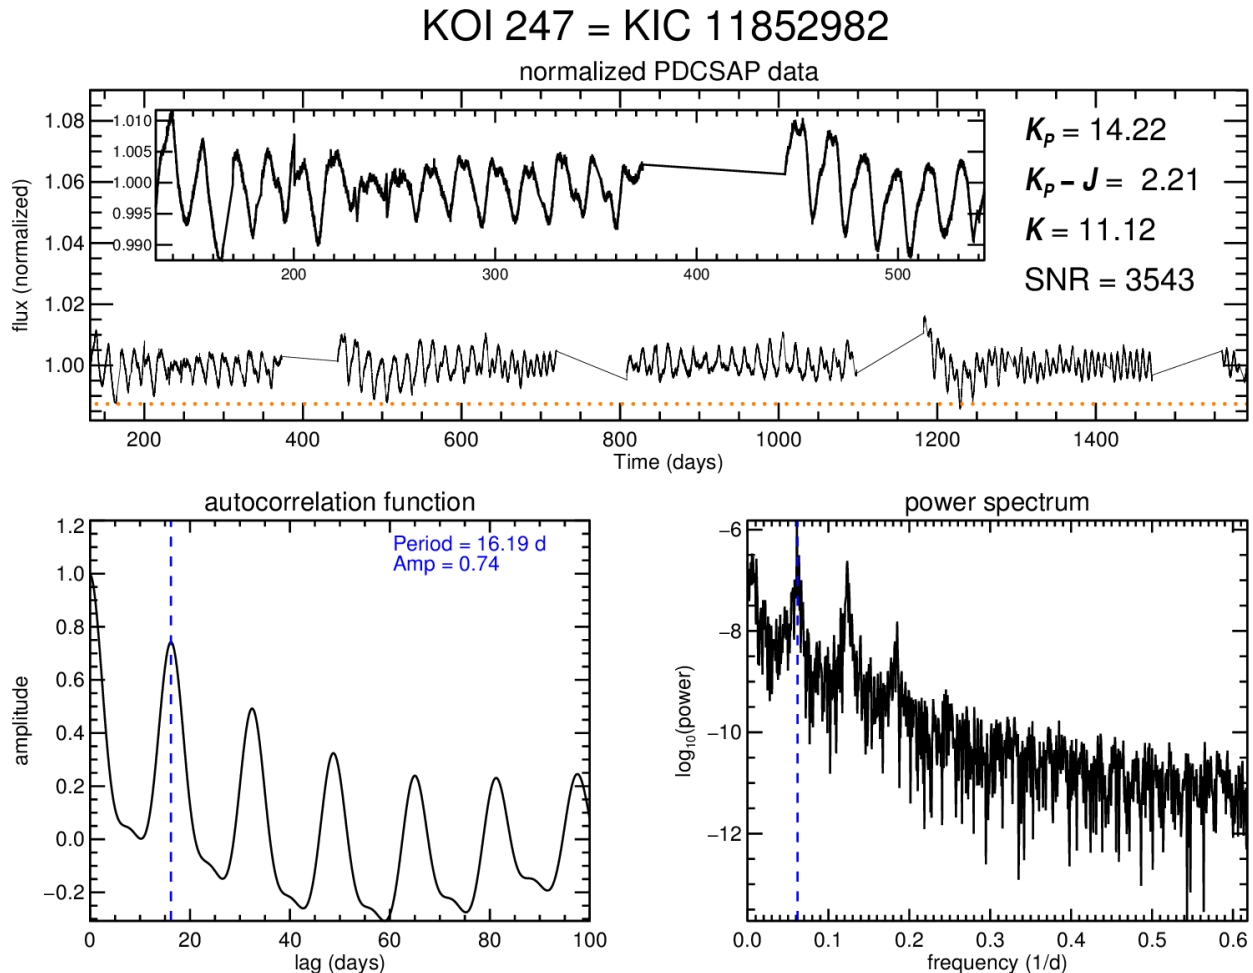 KOI 247 = KIC 11852982
normalized PDCSAP data
flux (normalized)
1.08
1.06
1.04
1.02
1.00
1.010
1.005
1.000
0.995
0.990
200 300 400 500
Kp = 14.22
Kp – J = 2.21
K = 11.12
SNR = 3543
200 400 600 800 1000 1200 1400
Time (days)
autocorrelation function
amplitude
1.2
1.0
0.8
0.6
0.4
0.2
0.0
−0.2
Period = 16.19 d
Amp = 0.74
0 20 40 60 80 100
lag (days)
power spectrum
log10(power)
−6
−8
−10
−12
0.0 0.1 0.2 0.3 0.4 0.5 0.6
frequency (1/d)